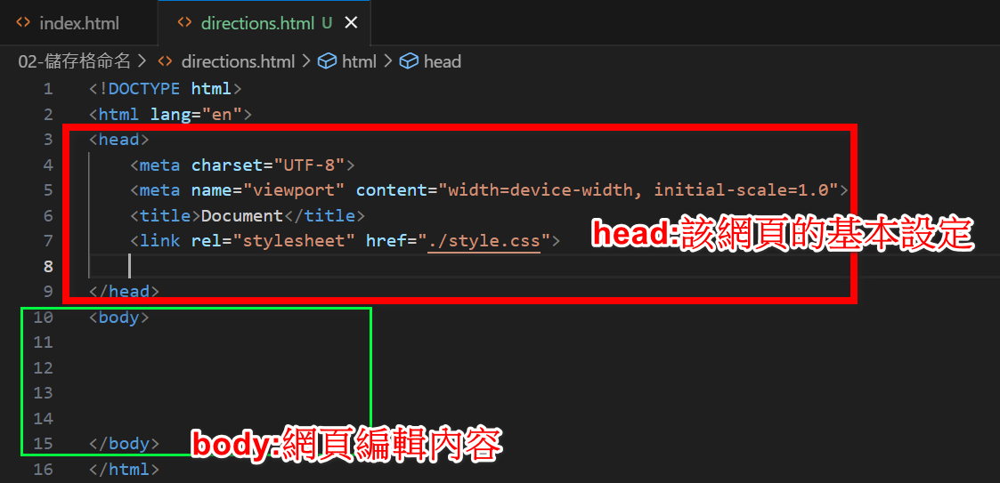 index.html
directions.html U
02-儲存格命名 > directions.html > html > head
1 <!DOCTYPE html>
2 <html lang="en">
3 <head>
4 <meta charset="UTF-8">
5 <meta name="viewport" content="width=device-width, initial-scale=1.0">
6 <title>Document</title>
7 <link rel="stylesheet" href="./style.css">
head:該網頁的基本設定
8
9 </head>
10 <body>
11
12
13
14
15 </body>
body:網頁編輯內容
16 </html>